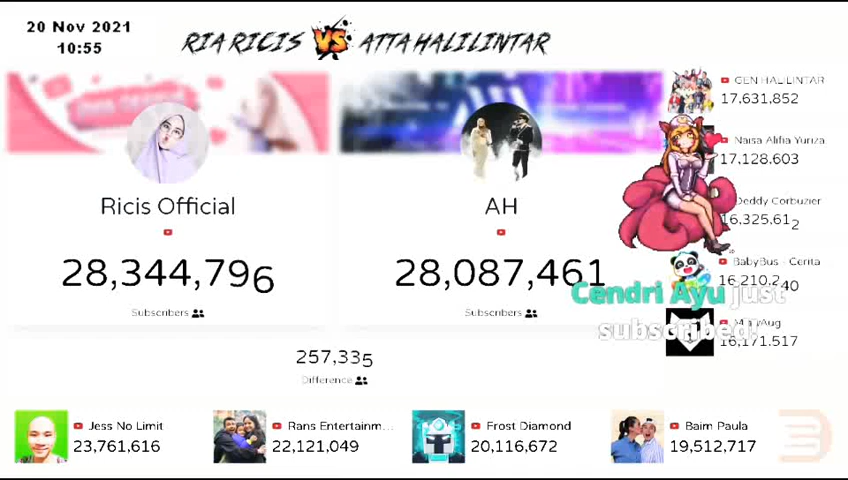 20 Nov 2021
10:55
RIA RICIS VS ATTA HALILINTAR
GEN HALILINTAR
17.631,852
Naisa Alifia Yuriza
17,128,603
Deddy Corbuzier
16,325,612
BabyBus - Cerita
16,210,240
16,171,517
Ricis Official
28,344,796
Subscribers
AH
28,087,461
Subscribers
Cendri Ayu just
subscribed!
257,335
Difference
Jess No Limit
23,761,616
Rans Entertainm...
22,121,049
Frost Diamond
20,116,672
Baim Paula
19,512,717